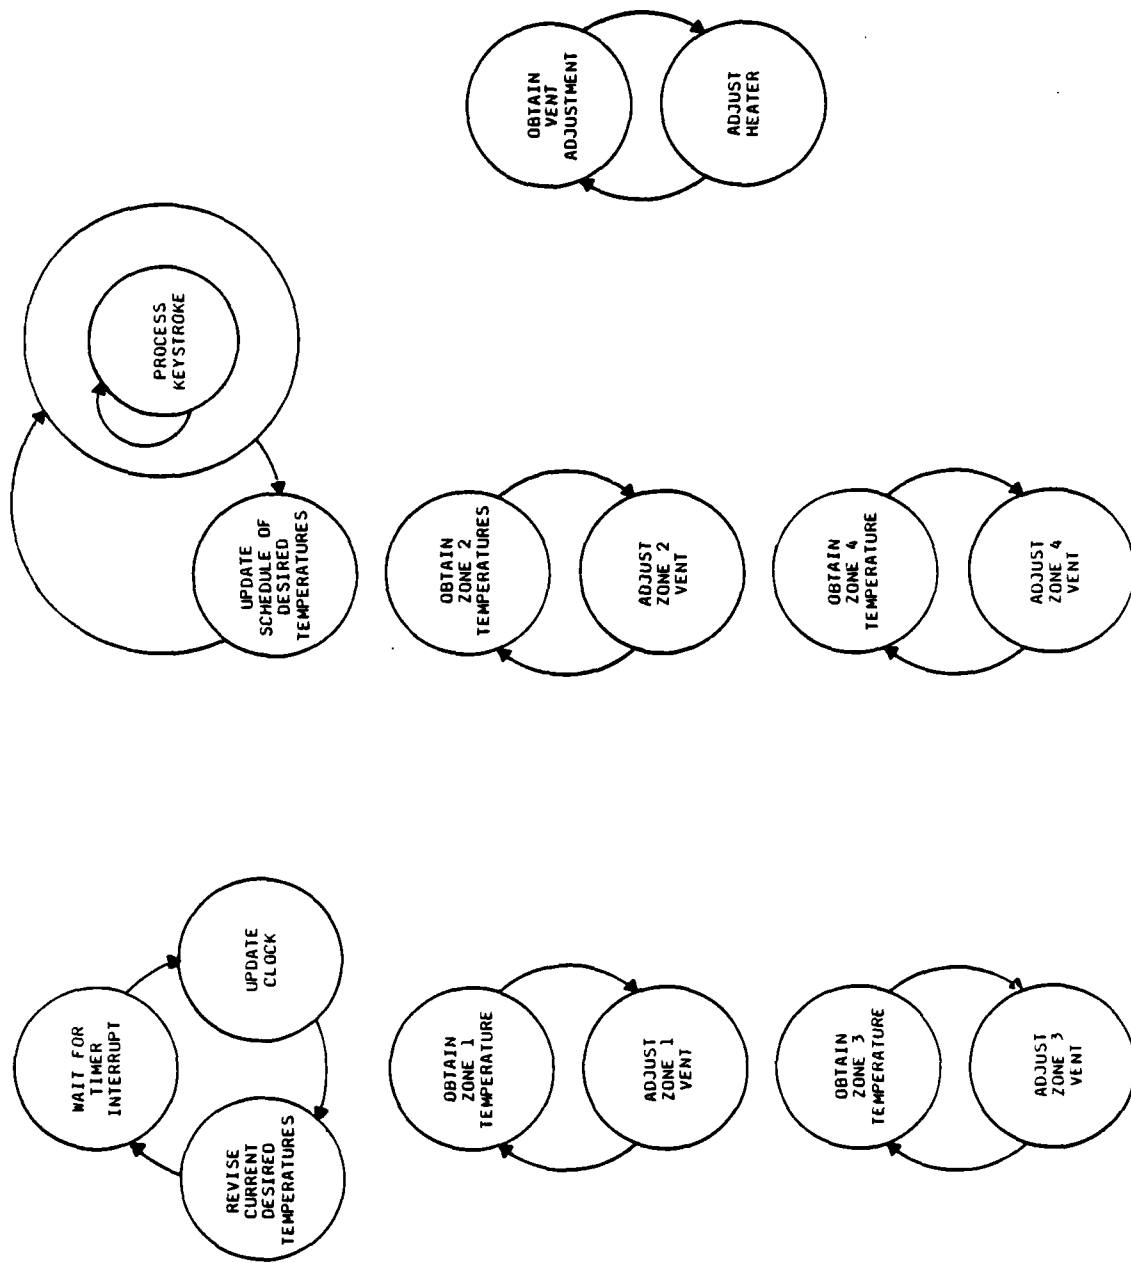 WAIT FOR
TIMER
INTERRUPT
UPDATE
CLOCK
REVISE
CURRENT
DESIRED
TEMPERATURES
PROCESS
KEYSTROKE
UPDATE
SCHEDULE OF
DESIRED
TEMPERATURES
OBTAIN
ZONE 1
TEMPERATURE
ADJUST
ZONE 1
VENT
OBTAIN
ZONE 2
TEMPERATURES
ADJUST
ZONE 2
VENT
OBTAIN
VENT
ADJUSTMENT
ADJUST
HEATER
OBTAIN
ZONE 3
TEMPERATURE
ADJUST
ZONE 3
VENT
OBTAIN
ZONE 4
TEMPERATURE
ADJUST
ZONE 4
VENT